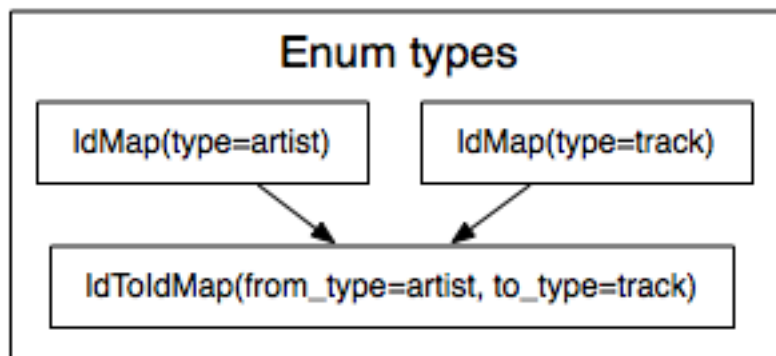 Enum types
IdMap(type=artist)
IdMap(type=track)
IdToIdMap(from_type=artist, to_type=track)